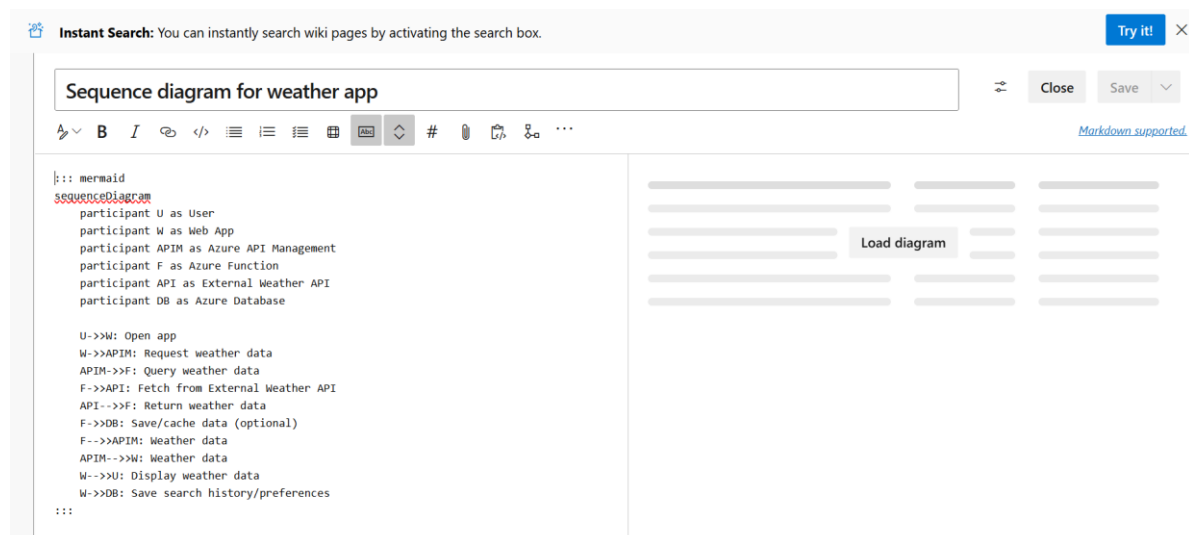 Instant Search: You can instantly search wiki pages by activating the search box.
Try it!
Sequence diagram for weather app
Close
Save
B I </> Abc #
Markdown supported.
::: mermaid
sequenceDiagram
    participant U as User
    participant W as Web App
    participant APIM as Azure API Management
    participant F as Azure Function
    participant API as External Weather API
    participant DB as Azure Database
    U->>W: Open app
    W->>APIM: Request weather data
    APIM->>F: Query weather data
    F->>API: Fetch from External Weather API
    API-->>F: Return weather data
    F->>DB: Save/cache data (optional)
    F-->>APIM: Weather data
    APIM-->>W: Weather data
    W-->>U: Display weather data
    W->>DB: Save search history/preferences
:::
Load diagram